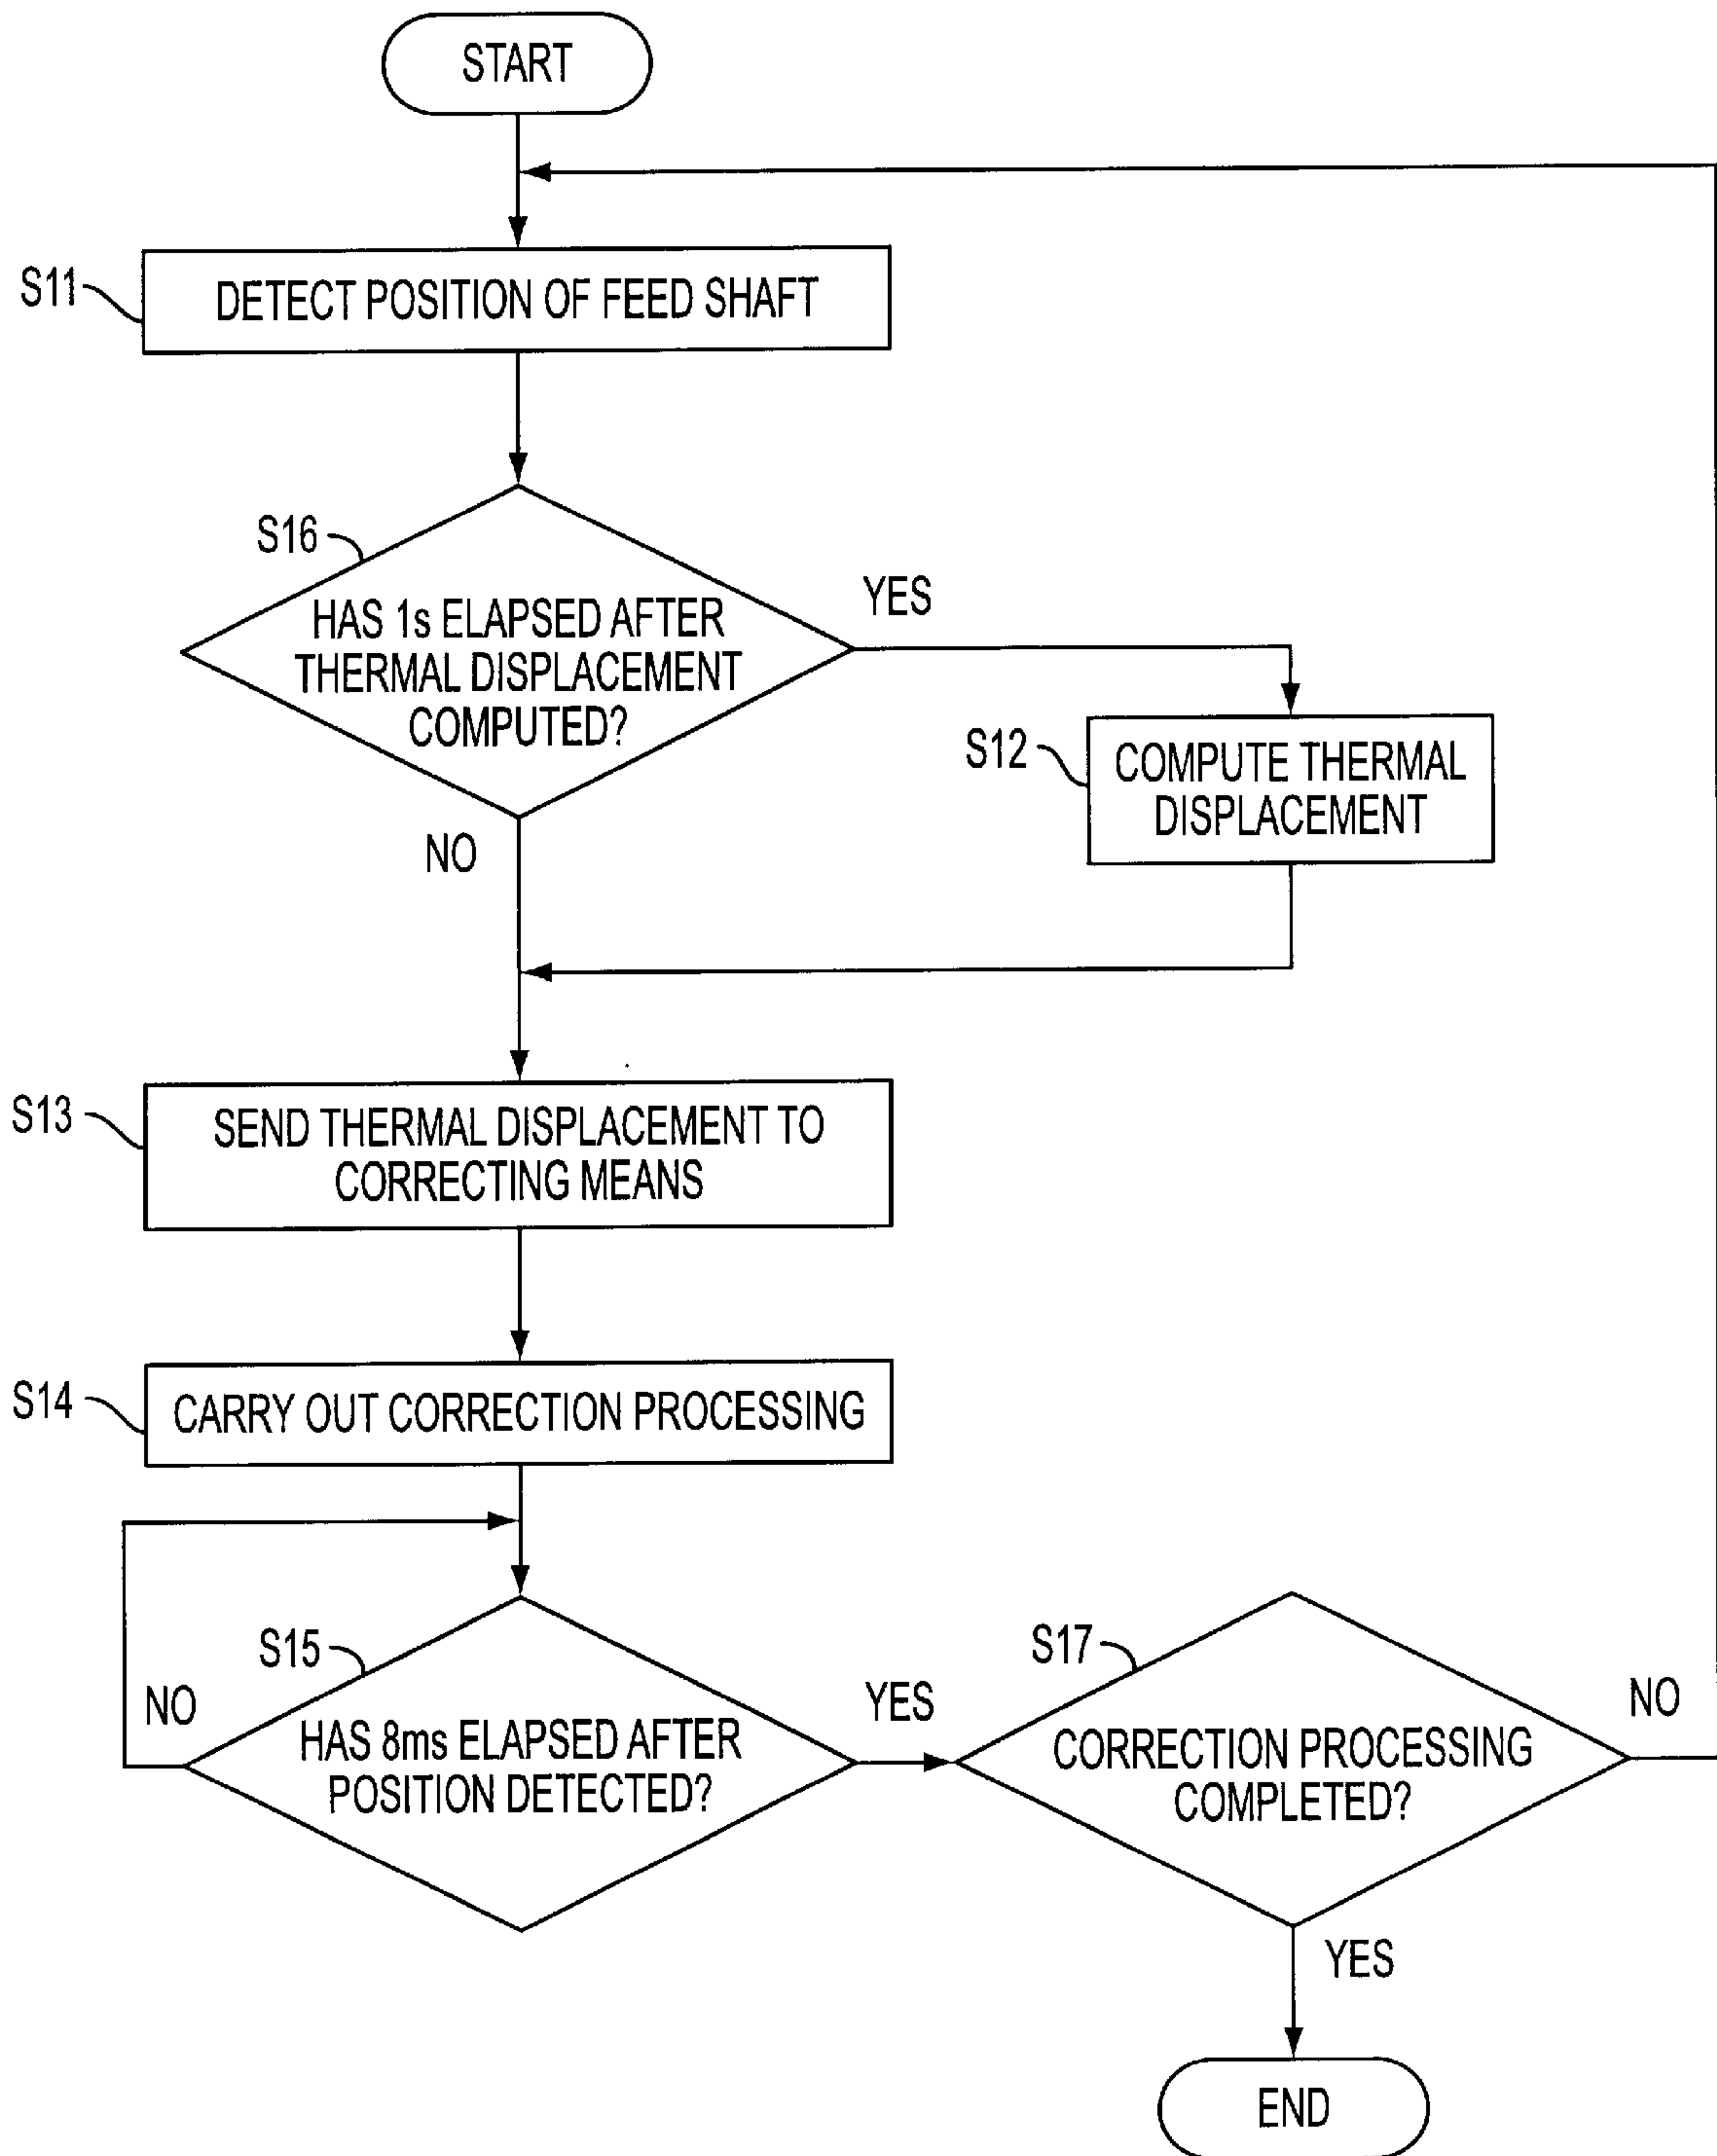 START
S11
DETECT POSITION OF FEED SHAFT
S16
HAS 1s ELAPSED AFTER
THERMAL DISPLACEMENT
COMPUTED?
YES
NO
S12
COMPUTE THERMAL
DISPLACEMENT
S13
SEND THERMAL DISPLACEMENT TO
CORRECTING MEANS
S14
CARRY OUT CORRECTION PROCESSING
S15
NO
HAS 8ms ELAPSED AFTER
POSITION DETECTED?
YES
S17
CORRECTION PROCESSING
COMPLETED?
NO
YES
END